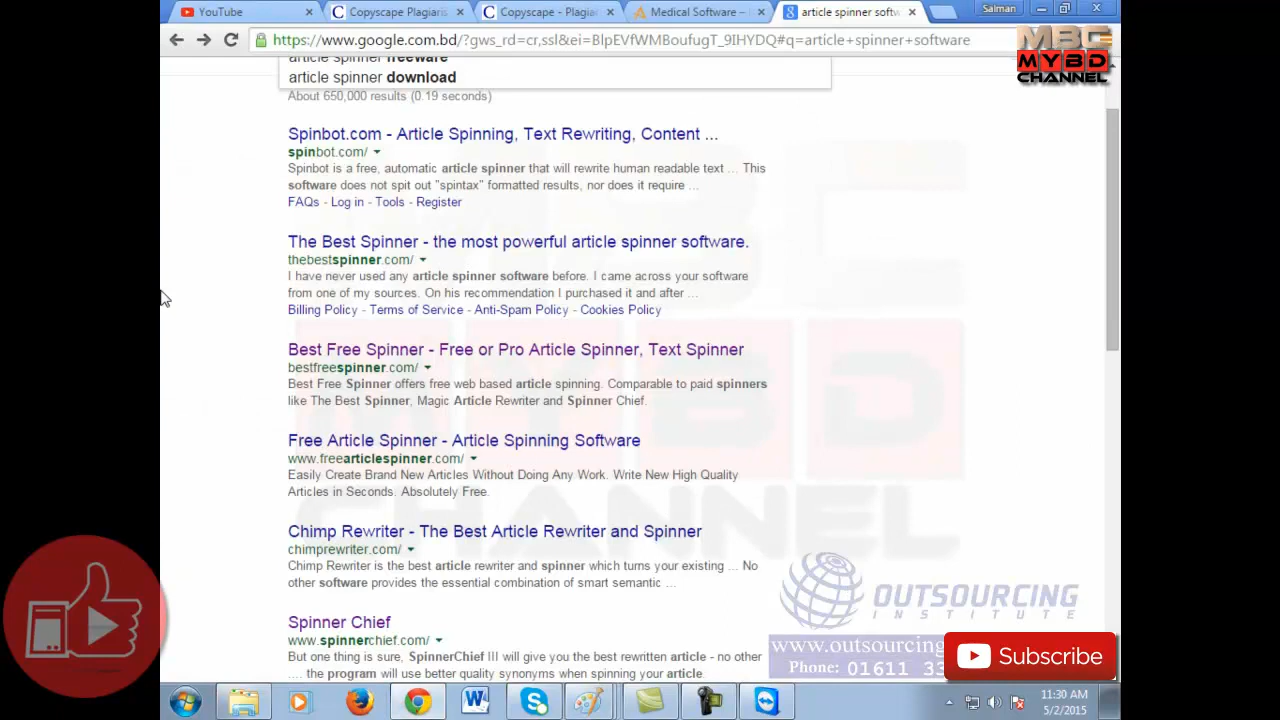 YouTube
Copyscape Plagiaris
Copyscape - Plagia
Medical Software –
article spinner softw
Salman
https://www.google.com.bd/?gws_rd=cr,ssl&ei=BlpEVfWMBoufugT_9IHYDQ#q=article+spinner+software
MBC
MYBD
CHANNEL
article spinner freeware
article spinner download
About 650,000 results (0.19 seconds)
Spinbot.com - Article Spinning, Text Rewriting, Content ...
spinbot.com/
Spinbot is a free, automatic article spinner that will rewrite human readable text ... This
software does not spit out "spintax" formatted results, nor does it require ...
FAQs - Log in - Tools - Register
The Best Spinner - the most powerful article spinner software.
thebestspinner.com/
I have never used any article spinner software before. I came across your software
from one of my sources. On his recommendation I purchased it and after ...
Billing Policy - Terms of Service - Anti-Spam Policy - Cookies Policy
Best Free Spinner - Free or Pro Article Spinner, Text Spinner
bestfreespinner.com/
Best Free Spinner offers free web based article spinning. Comparable to paid spinners
like The Best Spinner, Magic Article Rewriter and Spinner Chief.
Free Article Spinner - Article Spinning Software
www.freearticlespinner.com/
Easily Create Brand New Articles Without Doing Any Work. Write New High Quality
Articles in Seconds. Absolutely Free.
Chimp Rewriter - The Best Article Rewriter and Spinner
chimprewriter.com/
Chimp Rewriter is the best article rewriter and spinner which turns your existing ... No
other software provides the essential combination of smart semantic ...
Spinner Chief
www.spinnerchief.com/
But one thing is sure, SpinnerChief III will give you the best rewritten article - no other
.... the program will use better quality synonyms when spinning your article
MBC
MYBD
CHANNEL
OUTSOURCING
INSTITUTE
www.outsourcing
Phone: 01611 33
Subscribe
11:30 AM
5/2/2015